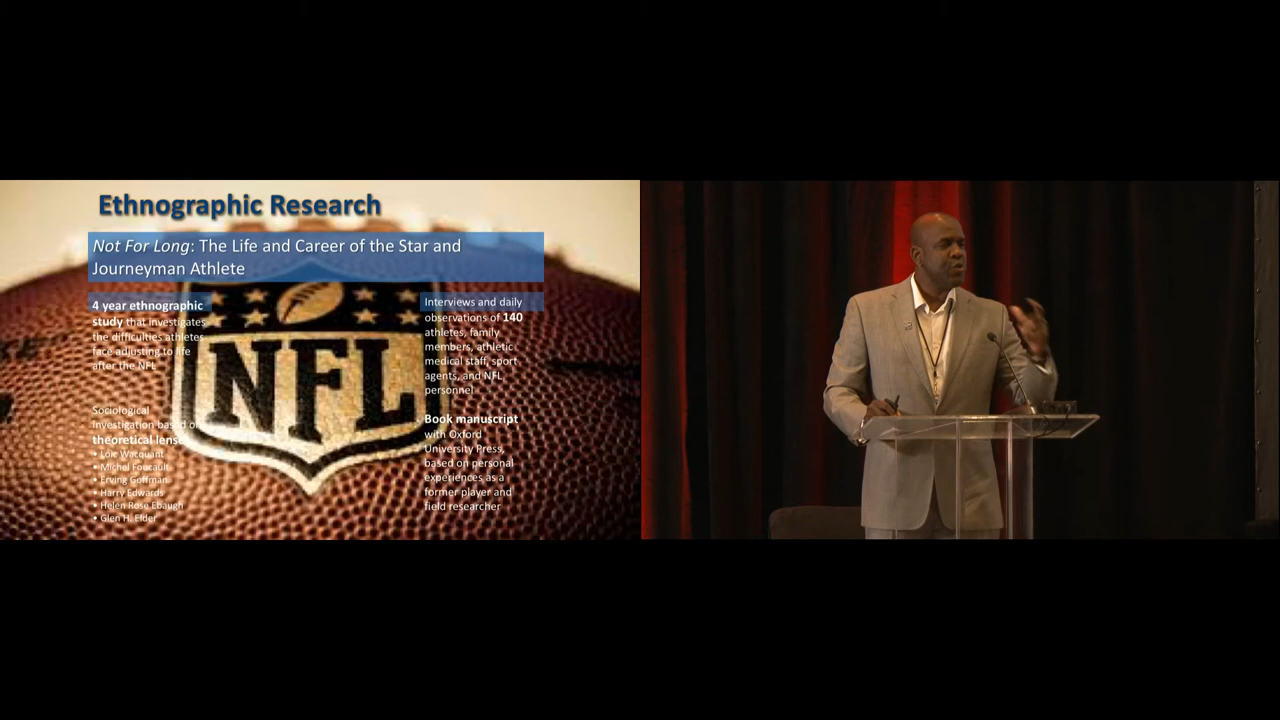 Ethnographic Research
Not For Long: The Life and Career of the Star and
Journeyman Athlete
4 year ethnographic
study that investigates
the difficulties athletes
face adjusting to life
after the NFL
Sociological
Investigation based on
theoretical lense
• Loic Wacquant
• Michel Foucault
• Erving Goffman
• Harry Edwards
• Helen Rose Ebaugh
• Glen H. Elder
NFL
Interviews and daily
observations of 140
athletes, family
members, athletic
medical staff, sport
agents, and NFL
personnel
Book manuscript
with Oxford
University Press,
based on personal
experiences as a
former player and
field researcher